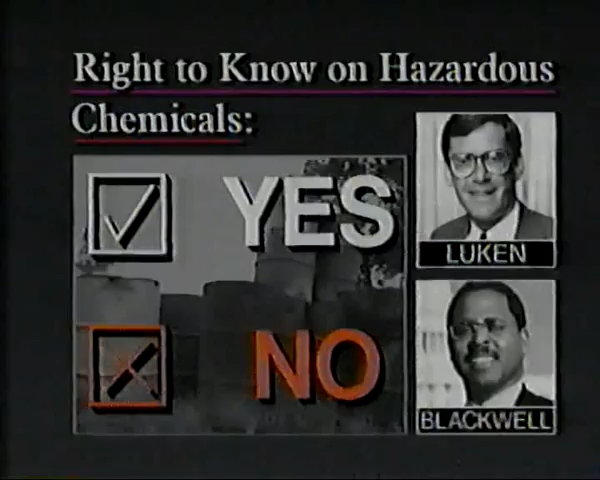 Right to Know on Hazardous
Chemicals:
YES
LUKEN
NO
BLACKWELL